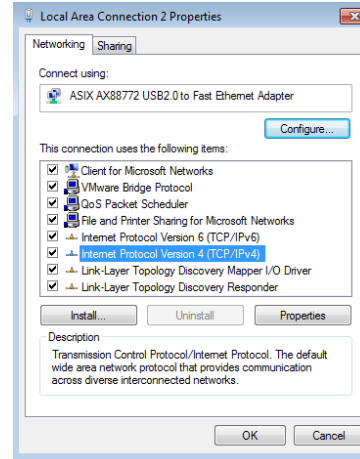 Local Area Connection 2 Properties
Networking Sharing
Connect using:
ASIX AX88772 USB2.0 to Fast Ethernet Adapter
Configure...
This connection uses the following items:
Client for Microsoft Networks
VMware Bridge Protocol
QoS Packet Scheduler
File and Printer Sharing for Microsoft Networks
Internet Protocol Version 6 (TCP/IPv6)
Internet Protocol Version 4 (TCP/IPv4)
Link-Layer Topology Discovery Mapper I/O Driver
Link-Layer Topology Discovery Responder
Install... Uninstall Properties
Description
Transmission Control Protocol/Internet Protocol. The default
wide area network protocol that provides communication
across diverse interconnected networks.
OK Cancel